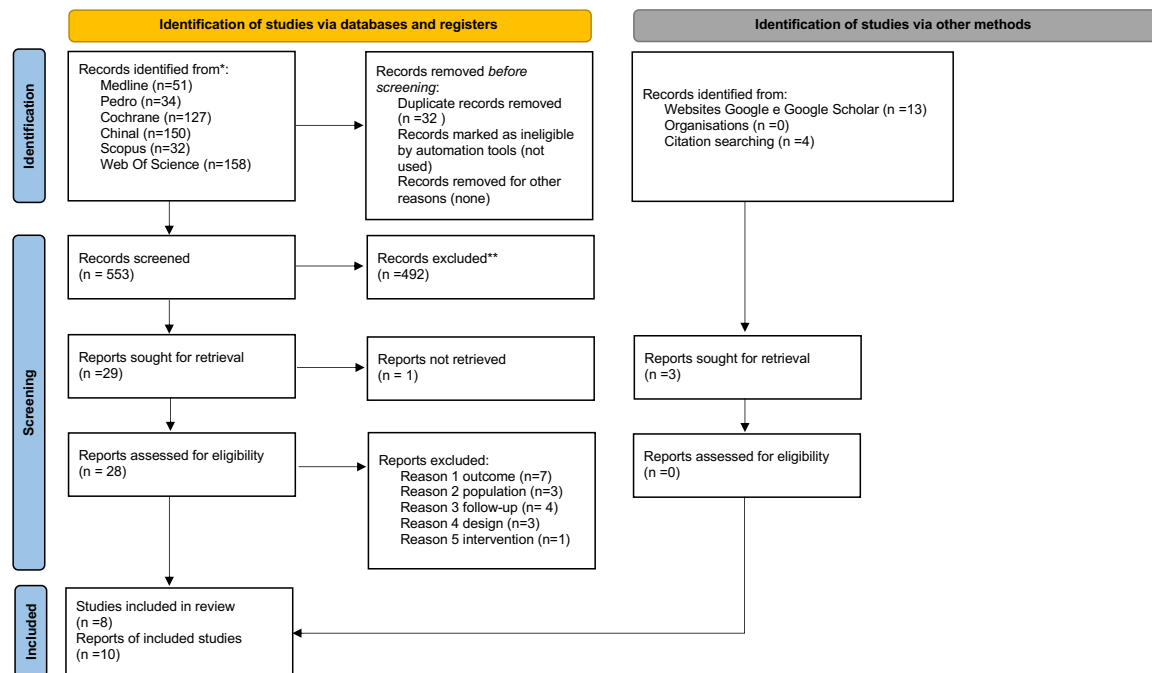 Identification of studies via databases and registers
Identification of studies via other methods
Identification
Records identified from*:
Medline (n=51)
Pedro (n=34)
Cochrane (n=127)
Chinal (n=150)
Scopus (n=32)
Web Of Science (n=158)
Records removed before
screening:
Duplicate records removed
(n =32 )
Records marked as ineligible
by automation tools (not
used)
Records removed for other
reasons (none)
Records identified from:
Websites Google e Google Scholar (n =13)
Organisations (n =0)
Citation searching (n =4)
Screening
Records screened
(n = 553)
Records excluded**
(n =492)
Reports sought for retrieval
(n =29)
Reports not retrieved
(n = 1)
Reports sought for retrieval
(n =3)
Reports assessed for eligibility
(n = 28)
Reports excluded:
Reason 1 outcome (n=7)
Reason 2 population (n=3)
Reason 3 follow-up (n= 4)
Reason 4 design (n=3)
Reason 5 intervention (n=1)
Reports assessed for eligibility
(n =0)
Included
Studies included in review
(n =8)
Reports of included studies
(n =10)